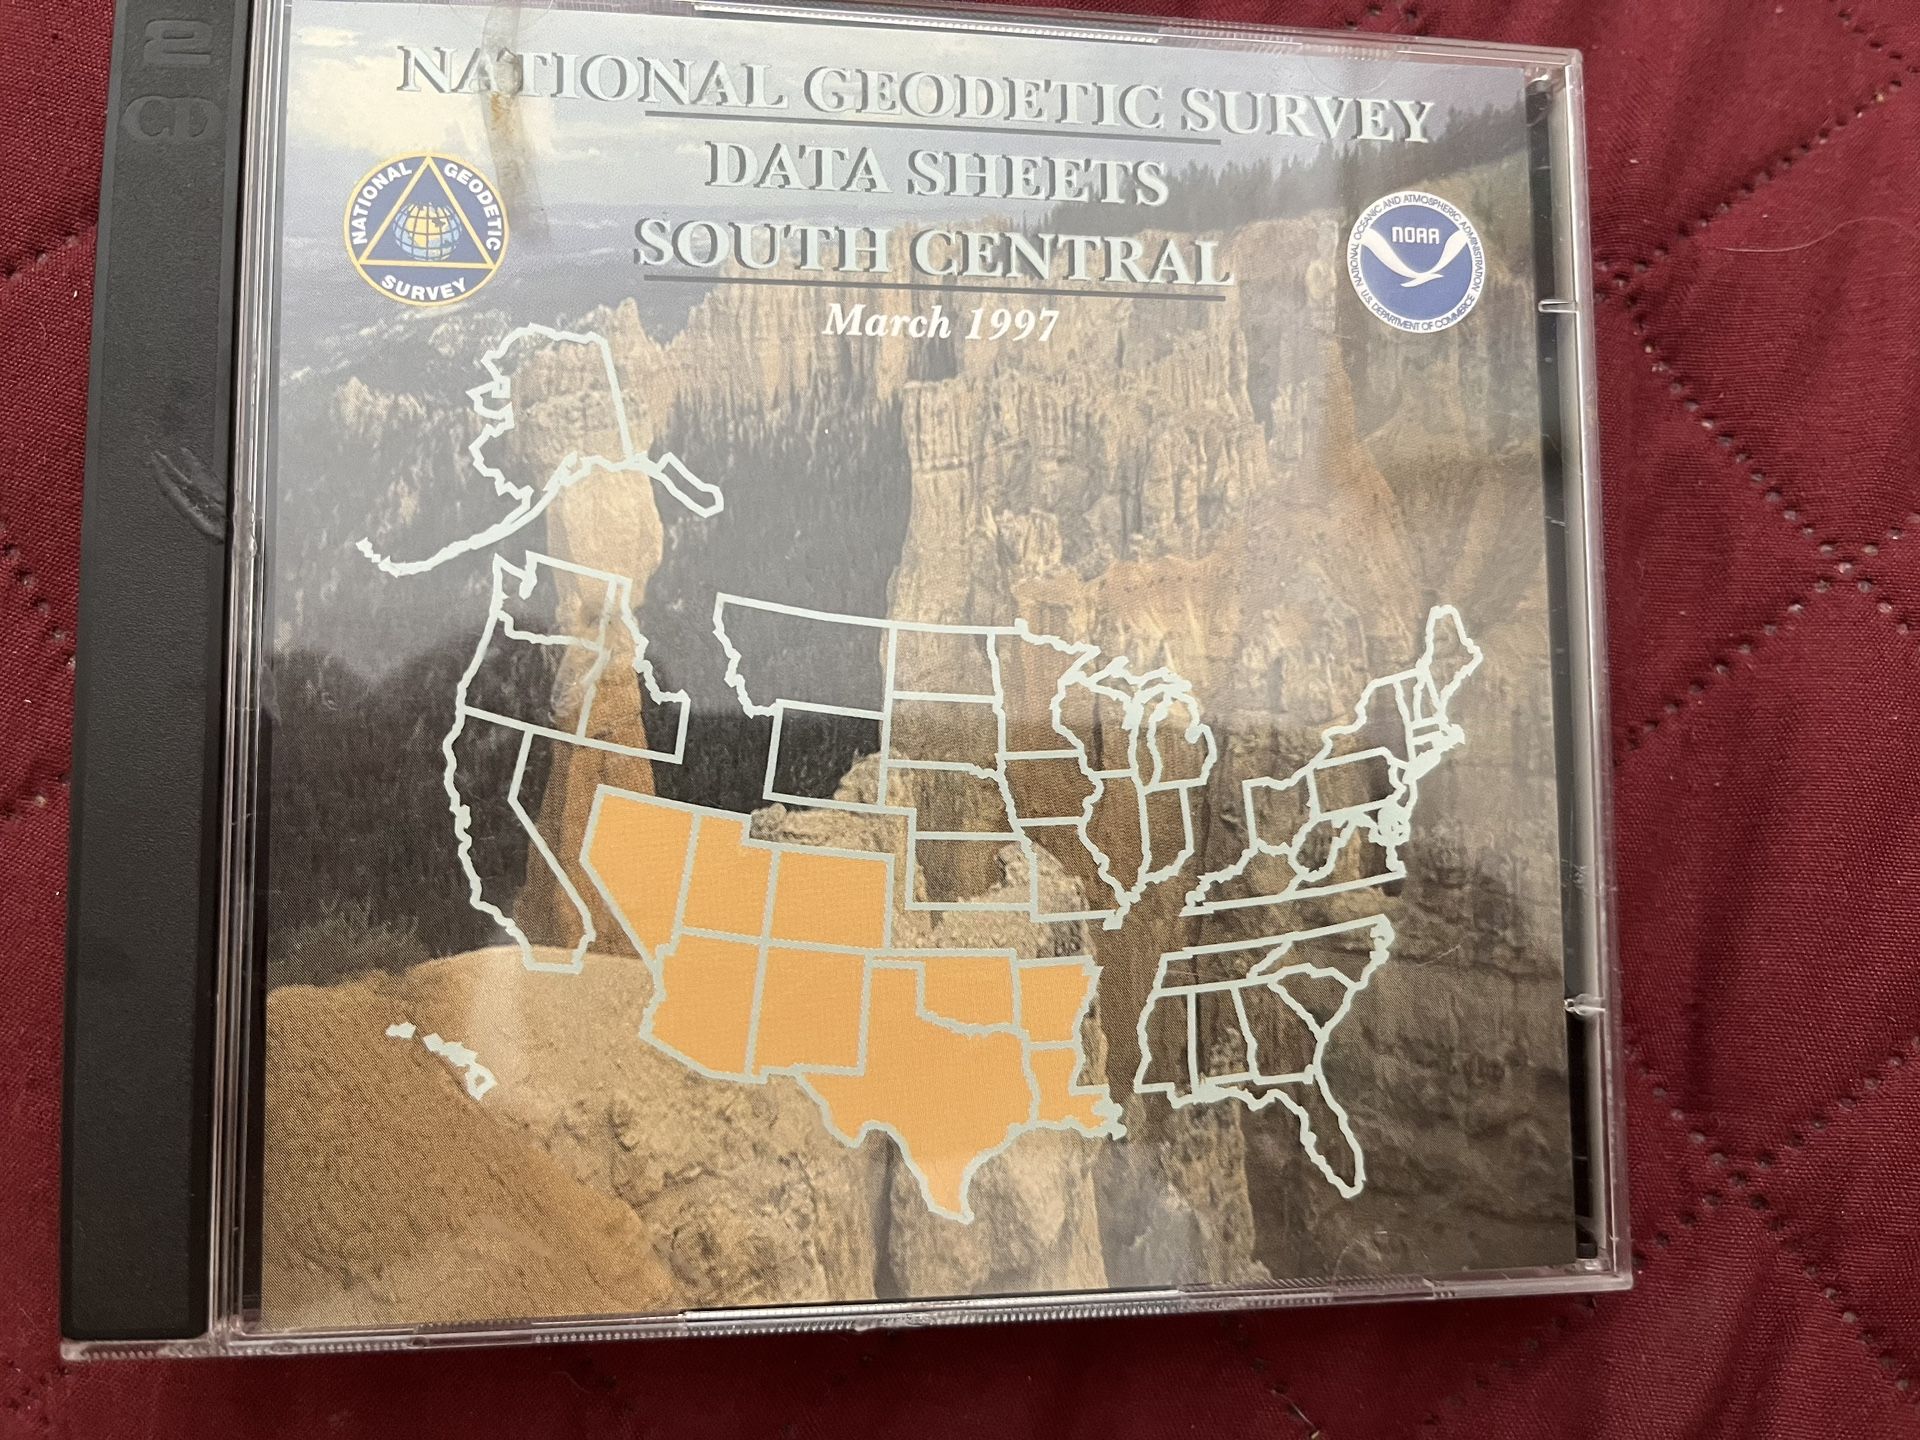 2
CD
NATIONAL GEODETIC SURVEY
DATA SHEETS
SOUTH CENTRAL
March 1997
NATIONAL GEODETIC SURVEY
NATIONAL OCEANIC AND ATMOSPHERIC ADMINISTRATION
NOAA
U.S. DEPARTMENT OF COMMERCE